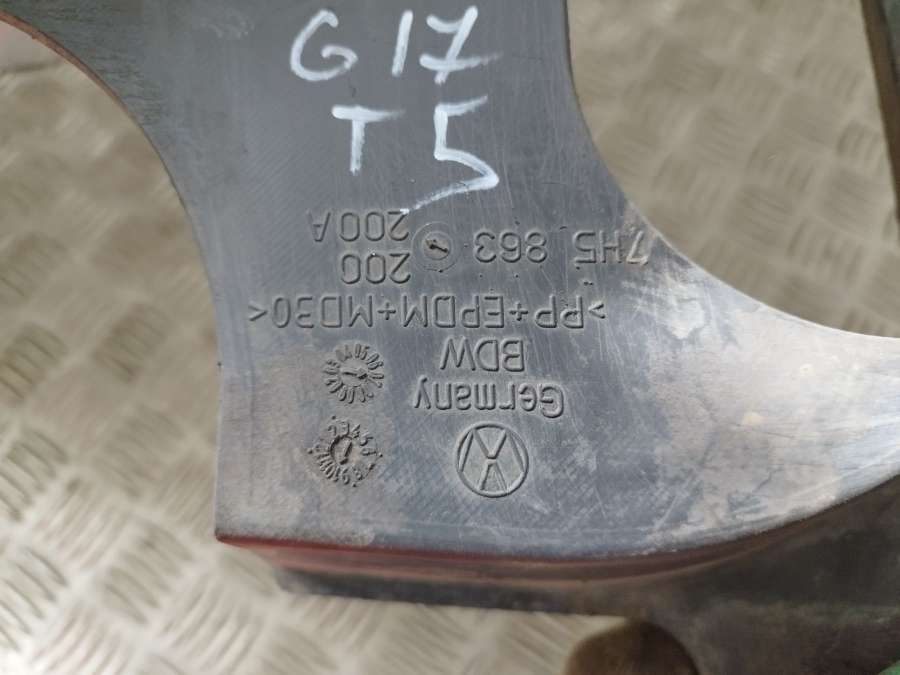 G17
T5
7H5 863 200
200A
>PP+EPDM+MD30<
BDW
Germany